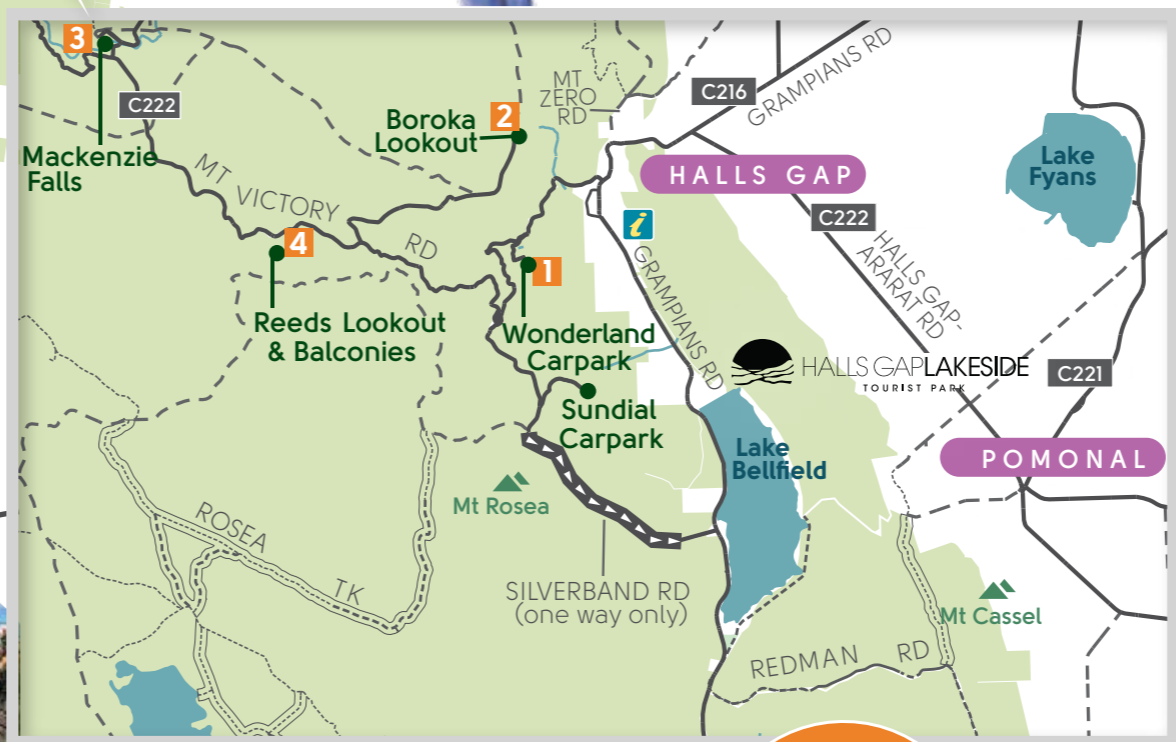 3
C222
Mackenzie
Falls
MT VICTORY
RD
Boroka
Lookout
2
MT
ZERO
RD
C216
GRAMPIANS RD
HALLS GAP
Lake
Fyans
C222
HALLS GAP-
ARARAT RD
i
GRAMPIANS RD
4
Reeds Lookout
& Balconies
1
Wonderland
Carpark
Sundial
Carpark
HALLS GAPLAKESIDE
TOURIST PARK
C221
POMONAL
Lake
Bellfield
Mt Rosea
ROSEA
TK
SILVERBAND RD
(one way only)
Mt Cassel
REDMAN RD